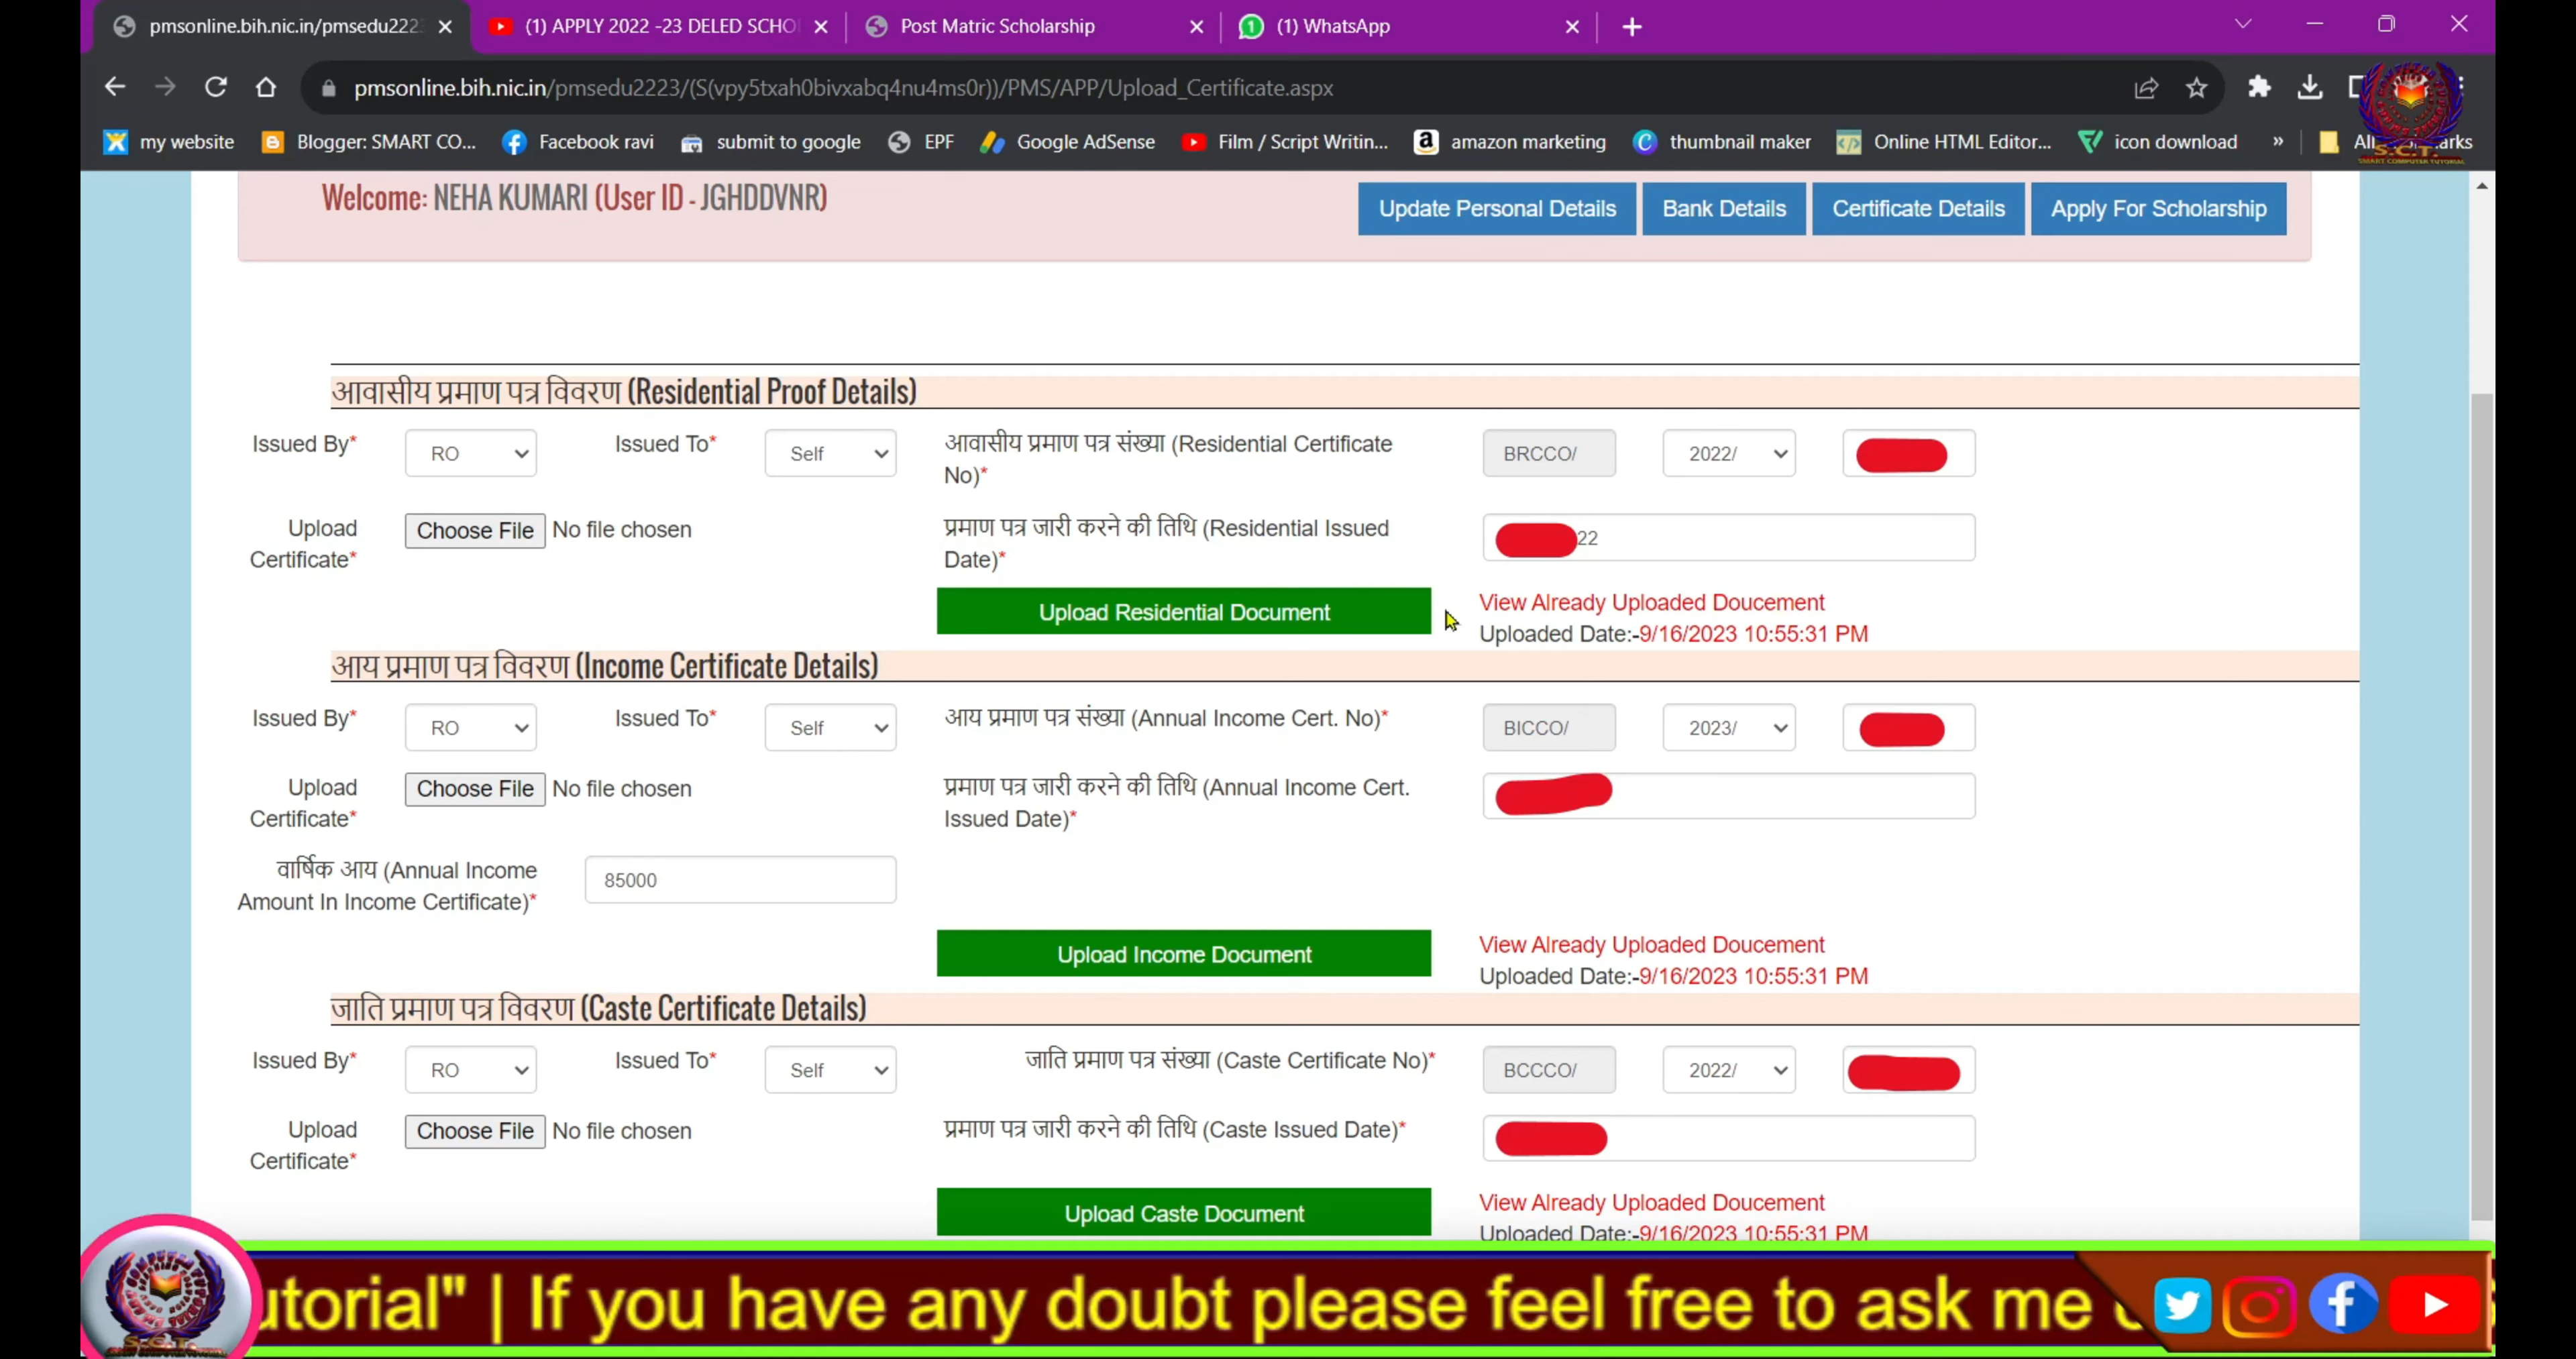 pmsonline.bih.nic.in/pmsedu2223
(1) APPLY 2022 -23 DELED SCHO
Post Matric Scholarship
(1) WhatsApp
pmsonline.bih.nic.in/pmsedu2223/(S(vpy5txah0bivxabq4nu4ms0r))/PMS/APP/Upload_Certificate.aspx
my website Blogger: SMART CO... Facebook ravi submit to google EPF Google AdSense Film / Script Writin... amazon marketing thumbnail maker Online HTML Editor... icon download »
S.C.T.
SMART COMPUTER TUTORIAL
Welcome: NEHA KUMARI (User ID - JGHDDVNR)
Update Personal Details Bank Details Certificate Details Apply For Scholarship
आवासीय प्रमाण पत्र विवरण (Residential Proof Details)
Issued By* RO Issued To* Self आवासीय प्रमाण पत्र संख्या (Residential Certificate BRCCO/ 2022/
No)*
Upload Choose File No file chosen प्रमाण पत्र जारी करने की तिथि (Residential Issued 22
Certificate* Date)*
Upload Residential Document View Already Uploaded Doucement
Uploaded Date:-9/16/2023 10:55:31 PM
आय प्रमाण पत्र विवरण (Income Certificate Details)
Issued By* RO Issued To* Self आय प्रमाण पत्र संख्या (Annual Income Cert. No)* BICCO/ 2023/
Upload Choose File No file chosen प्रमाण पत्र जारी करने की तिथि (Annual Income Cert.
Certificate* Issued Date)*
वार्षिक आय (Annual Income 85000
Amount In Income Certificate)*
Upload Income Document View Already Uploaded Doucement
Uploaded Date:-9/16/2023 10:55:31 PM
जाति प्रमाण पत्र विवरण (Caste Certificate Details)
Issued By* RO Issued To* Self जाति प्रमाण पत्र संख्या (Caste Certificate No)* BCCCO/ 2022/
Upload Choose File No file chosen प्रमाण पत्र जारी करने की तिथि (Caste Issued Date)*
Certificate*
Upload Caste Document View Already Uploaded Doucement
Uploaded Date:-9/16/2023 10:55:31 PM
utorial" | If you have any doubt please feel free to ask me
S.C.T.